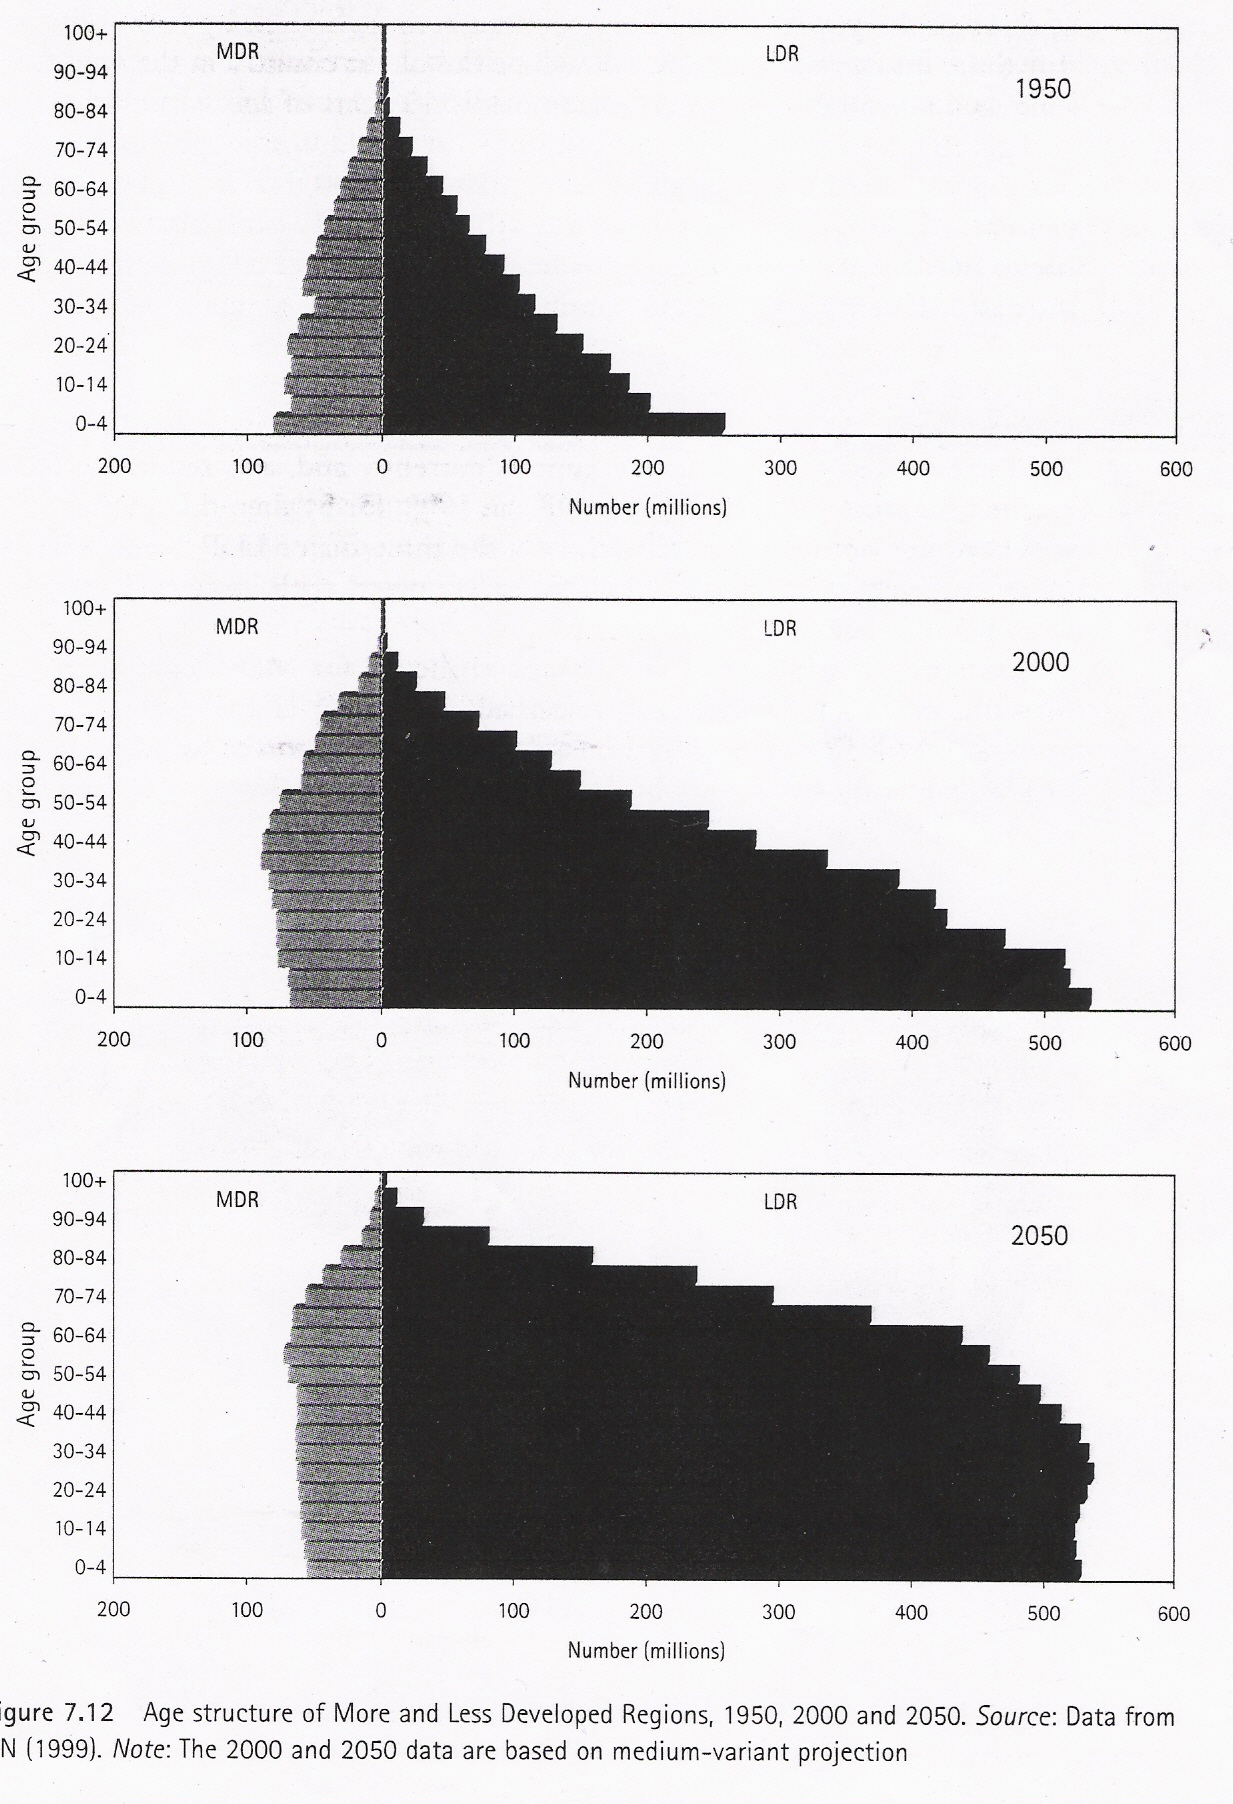 MDR
LDR
1950
100+
90-94
80-84
70-74
60-64
50-54
40-44
30-34
20-24
10-14
0-4
Age group
200 100 0 100 200 300 400 500 600
Number (millions)
MDR
LDR
2000
100+
90-94
80-84
70-74
60-64
50-54
40-44
30-34
20-24
10-14
0-4
Age group
200 100 0 100 200 300 400 500 600
Number (millions)
MDR
LDR
2050
100+
90-94
80-84
70-74
60-64
50-54
40-44
30-34
20-24
10-14
0-4
Age group
200 100 0 100 200 300 400 500 600
Number (millions)
igure 7.12 Age structure of More and Less Developed Regions, 1950, 2000 and 2050. Source: Data from
N (1999). Note: The 2000 and 2050 data are based on medium-variant projection